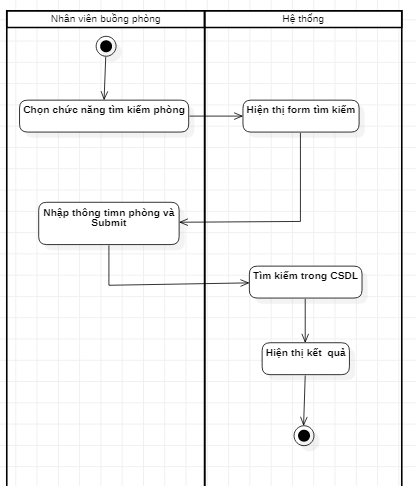 Nhân viên buồng phòng
Hệ thống
Chọn chức năng tìm kiếm phòng
Hiện thị form tìm kiếm
Nhập thông timn phòng và
Submit
Tìm kiếm trong CSDL
Hiện thị kết quả